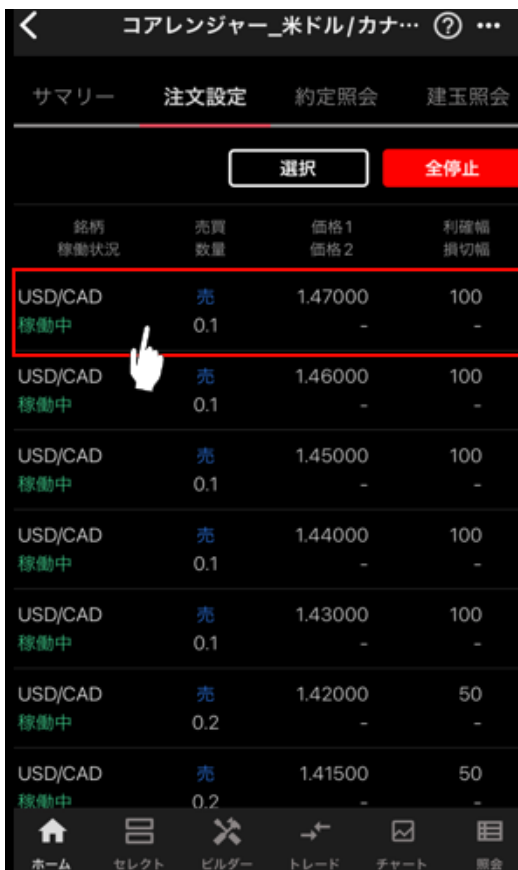 コアレンジャー_米ドル/カナ… ? …
サマリー 注文設定 約定照会 建玉照会
選択 全停止
銘柄 売買 価格1 利確幅
稼働状況 数量 価格2 損切幅
USD/CAD 売 1.47000 100
稼働中 0.1 - -
USD/CAD 売 1.46000 100
稼働中 0.1 - -
USD/CAD 売 1.45000 100
稼働中 0.1 - -
USD/CAD 売 1.44000 100
稼働中 0.1 - -
USD/CAD 売 1.43000 100
稼働中 0.1 - -
USD/CAD 売 1.42000 50
稼働中 0.2 - -
USD/CAD 売 1.41500 50
稼働中 0.2 - -
ホーム セレクト ビルダー トレード チャート 照会